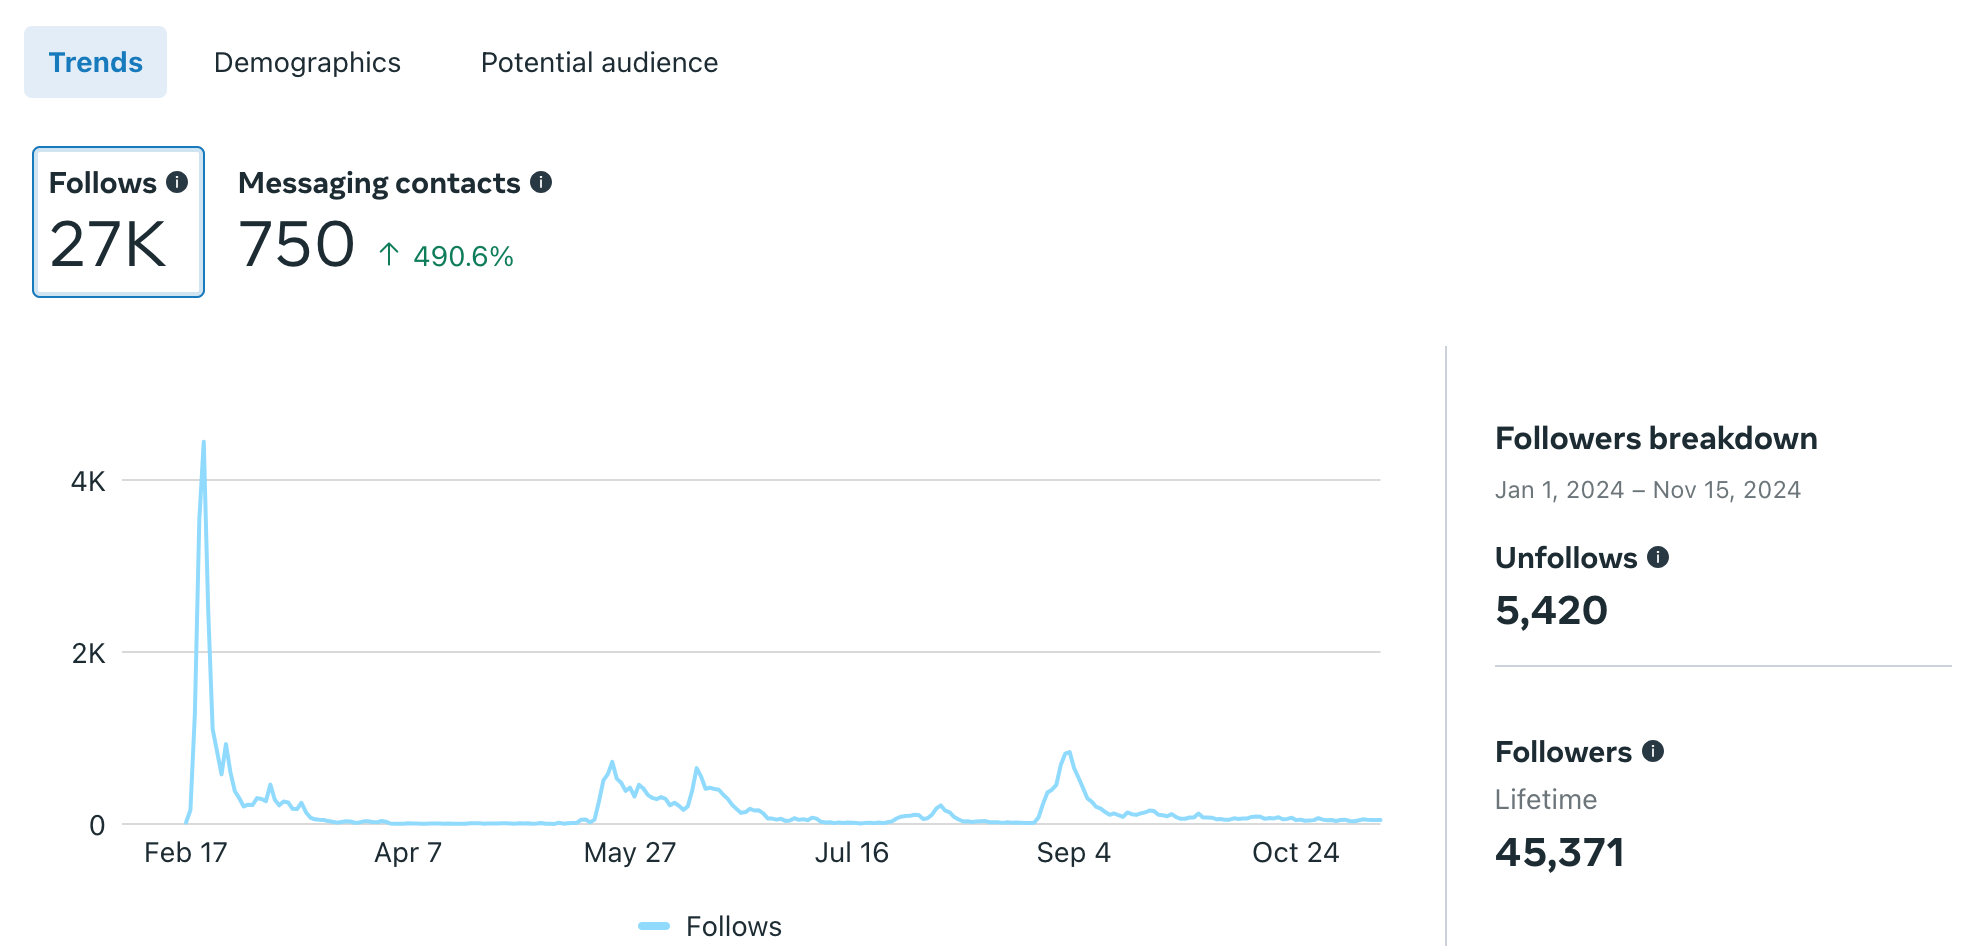 Trends Demographics Potential audience
Follows Messaging contacts
27K 750 ↑ 490.6%
4K
2K
0
Feb 17 Apr 7 May 27 Jul 16 Sep 4 Oct 24
Follows
Followers breakdown
Jan 1, 2024 – Nov 15, 2024
Unfollows
5,420
Followers
Lifetime
45,371